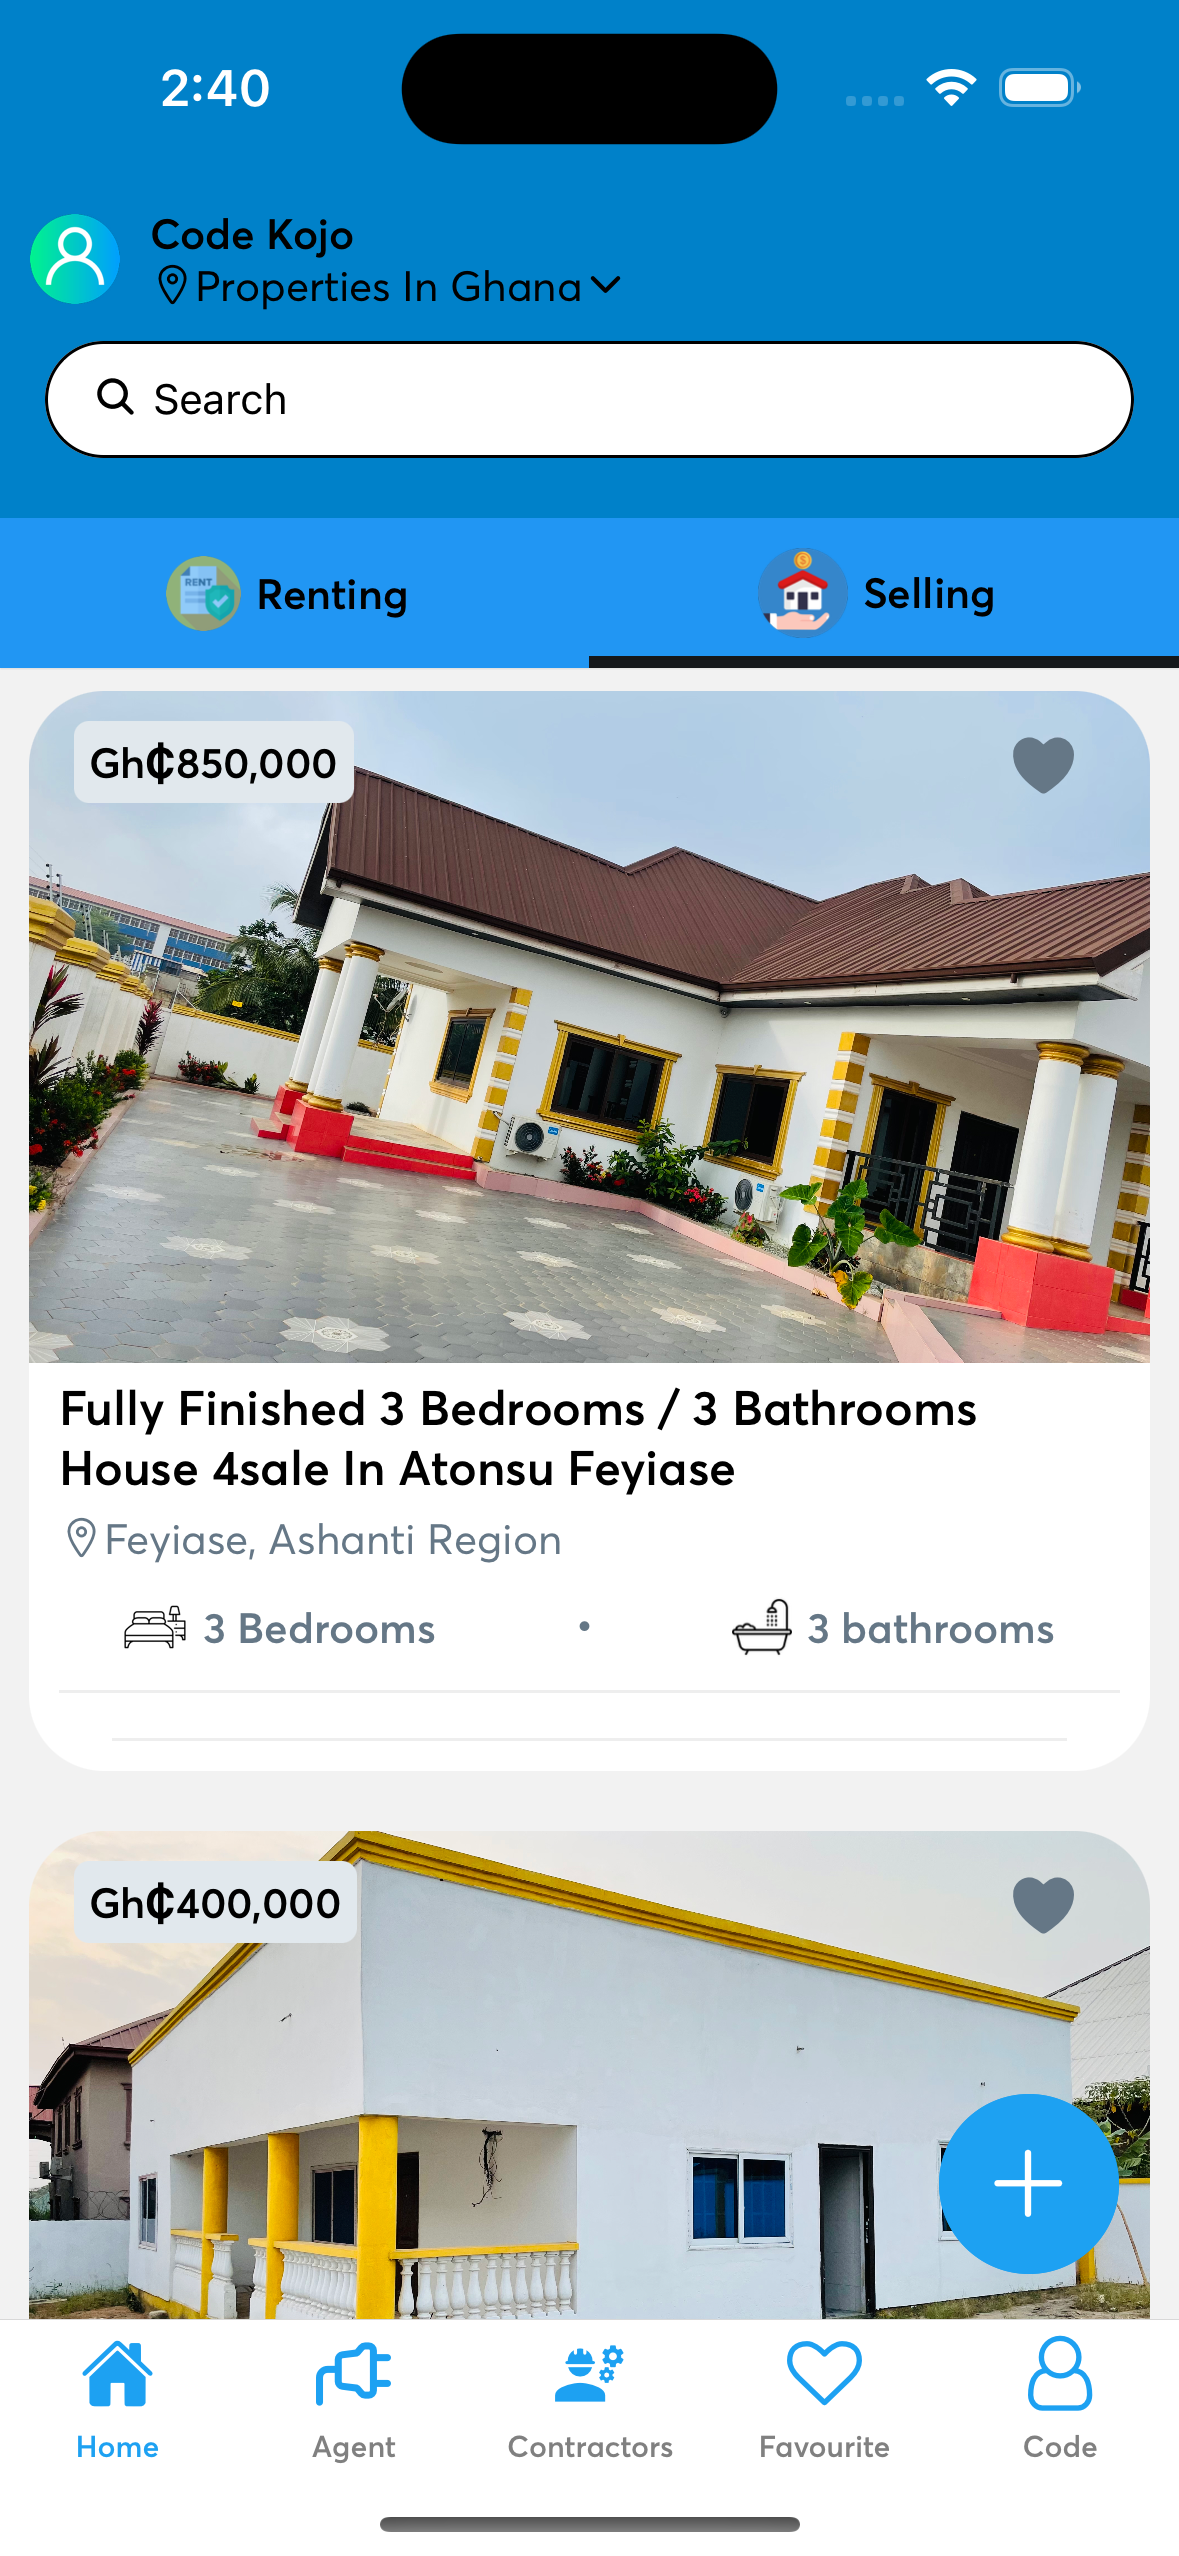 2:40
Code Kojo
Properties In Ghana
Search
RENT
Renting
Selling
Gh₵850,000
Fully Finished 3 Bedrooms / 3 Bathrooms
House 4sale In Atonsu Feyiase
Feyiase, Ashanti Region
3 Bedrooms • 3 bathrooms
Gh₵400,000
Home
Agent
Contractors
Favourite
Code